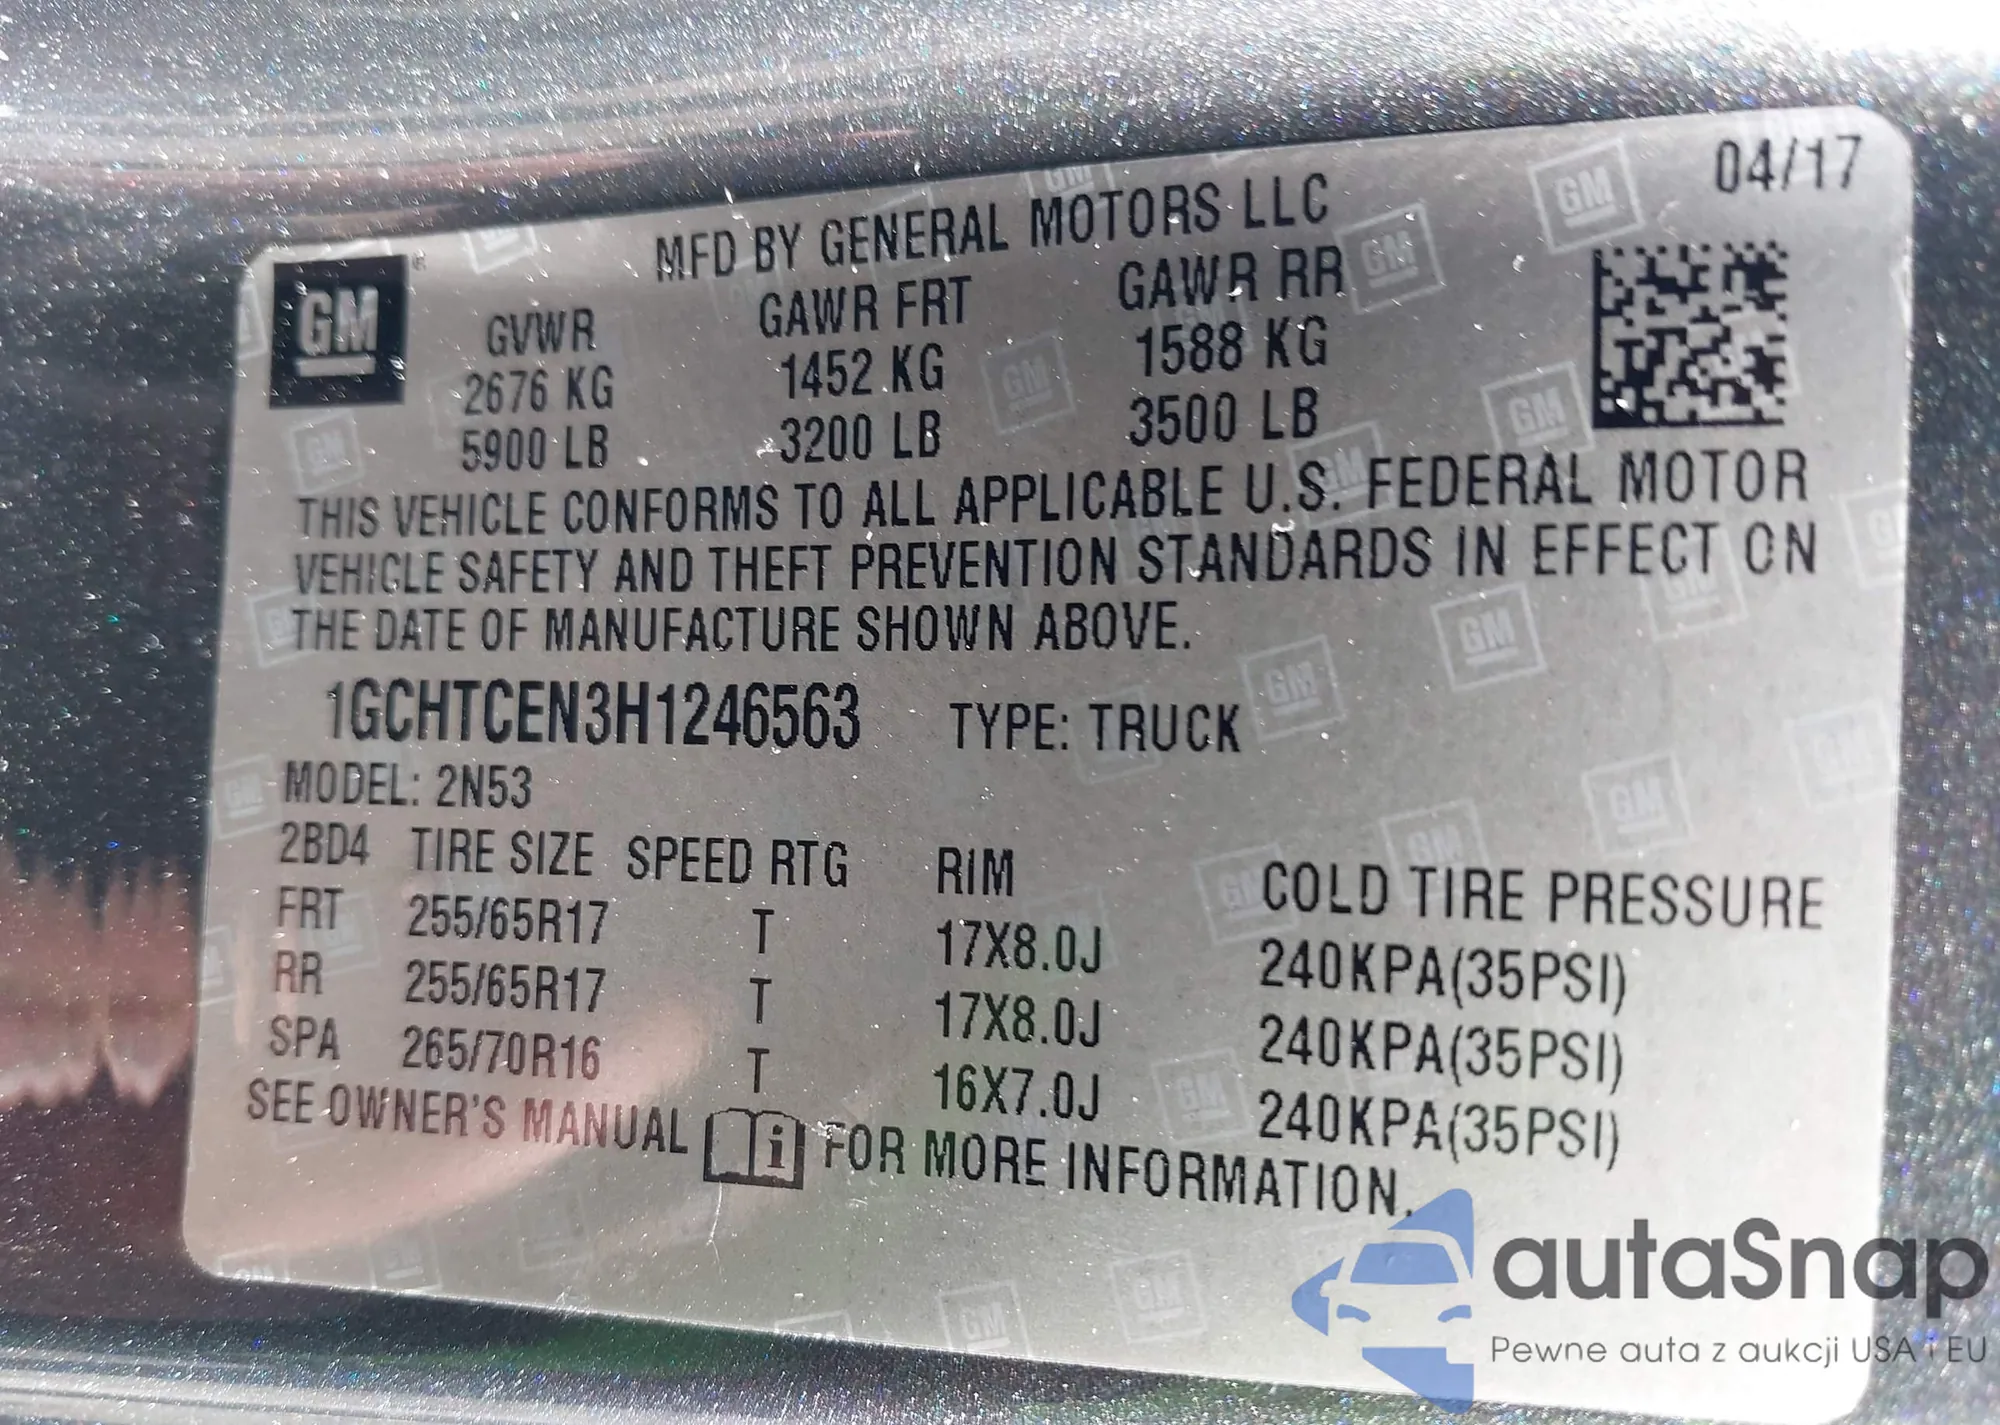 04/17
MFD BY GENERAL MOTORS LLC
GM
GVWR GAWR FRT GAWR RR
2676 KG 1452 KG 1588 KG
5900 LB 3200 LB 3500 LB
THIS VEHICLE CONFORMS TO ALL APPLICABLE U.S. FEDERAL MOTOR
VEHICLE SAFETY AND THEFT PREVENTION STANDARDS IN EFFECT ON
THE DATE OF MANUFACTURE SHOWN ABOVE.
1GCHTCEN3H1246563 TYPE: TRUCK
MODEL: 2N53
2BD4 TIRE SIZE SPEED RTG RIM COLD TIRE PRESSURE
FRT 255/65R17 T 17X8.0J 240KPA(35PSI)
RR 255/65R17 T 17X8.0J 240KPA(35PSI)
SPA 265/70R16 T 16X7.0J 240KPA(35PSI)
SEE OWNER'S MANUAL i FOR MORE INFORMATION.
autaSnap
Pewne auta z aukcji USA i EU